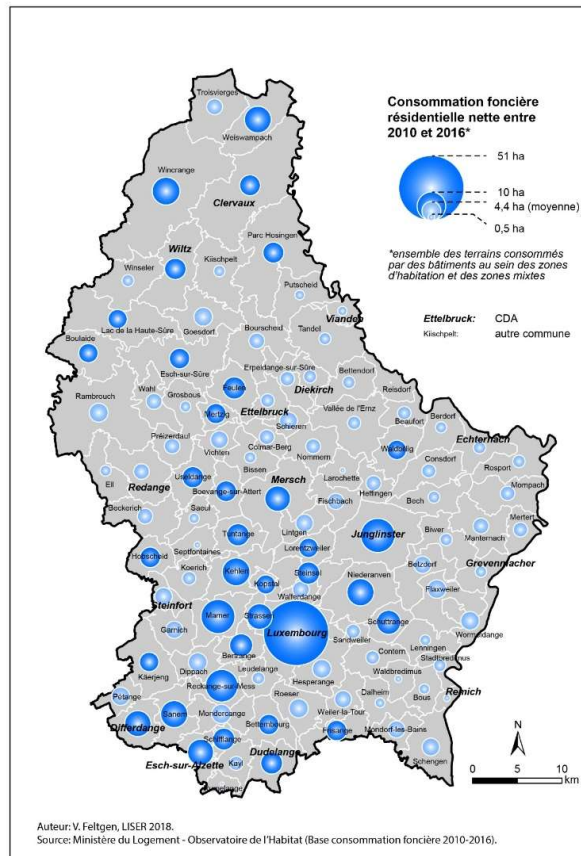 Consommation foncière
résidentielle nette entre
2010 et 2016*
51 ha
10 ha
4,4 ha (moyenne)
0,5 ha
*ensemble des terrains consommés
par des bâtiments au sein des zones
d'habitation et des zones mixtes
Ettelbruck: CDA
Kiischpelt: autre commune
Troisvierges
Weiswampach
Wincrange
Clervaux
Parc Hosingen
Wiltz
Kiischpelt
Winseler
Putscheid
Vianden
Lac de la Haute-Sûre
Goesdorf
Bourscheid
Tandel
Boulaide
Esch-sur-Sûre
Erpeldange-sur-Sûre
Bettendorf
Diekirch
Reisdorf
Rambrouch
Wahl
Grosbous
Feulen
Mertzig
Ettelbruck
Schieren
Vallée de l'Ernz
Beaufort
Berdorf
Echternach
Préizerdaul
Vichten
Colmar-Berg
Nommern
Waldbillig
Consdorf
Rosport
Bissen
Ell
Redange
Useldange
Boevange-sur-Attert
Mersch
Larochette
Heffingen
Fischbach
Bech
Mompach
Beckerich
Saeul
Lintgen
Junglinster
Biwer
Mertert
Manternach
Tuntange
Lorentzweiler
Hobscheid
Septfontaines
Koerich
Kehlen
Steinsel
Kopstal
Walferdange
Niederanven
Betzdorf
Grevenmacher
Flaxweiler
Steinfort
Mamer
Strassen
Luxembourg
Schuttrange
Wormeldange
Garnich
Sandweiler
Lenningen
Bertrange
Contern
Stadtbredimus
Käerjeng
Dippach
Leudelange
Hesperange
Waldbredimus
Reckange-sur-Mess
Roeser
Weiler-la-Tour
Dalheim
Bous
Remich
Pétange
Differdange
Sanem
Mondercange
Bettembourg
Frisange
Mondorf-les-Bains
Schifflange
Schengen
Esch-sur-Alzette
Kayl
Dudelange
Rumelange
N
0 5 10
km
Auteur: V. Feltgen, LISER 2018.
Source: Ministère du Logement - Observatoire de l'Habitat (Base consommation foncière 2010-2016).